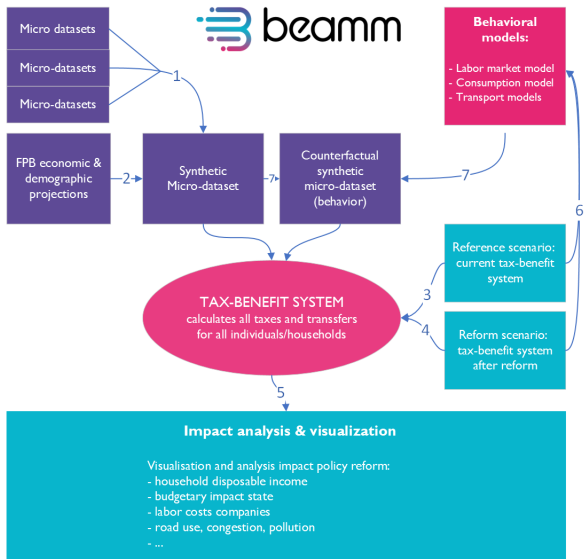 beamm
Micro datasets
Micro-datasets
Micro-datasets
1
Behavioral
models:
- Labor market model
- Consumption model
- Transport models
FPB economic &
demographic
projections
2
Synthetic
Micro-dataset
7
Counterfactual
synthetic
micro-dataset
(behavior)
7
6
Reference scenario:
current tax-benefit
system
3
TAX-BENEFIT SYSTEM
calculates all taxes and transsfers
for all individuals/households
4
Reform scenario:
tax-benefit system
after reform
5
Impact analysis & visualization
Visualisation and analysis impact policy reform:
- household disposable income
- budgetary impact state
- labor costs companies
- road use, congestion, pollution
- ...